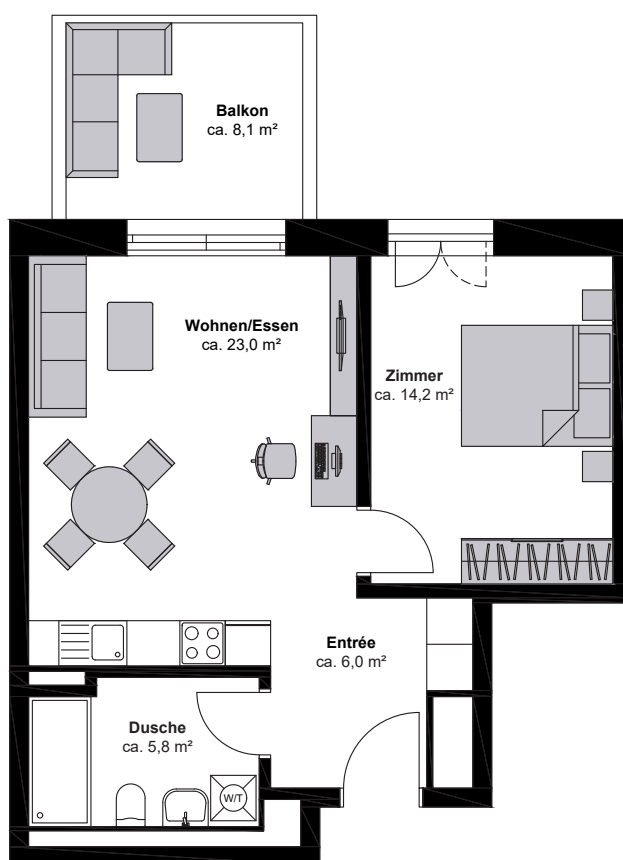 Balkon
ca. 8,1 m²
Wohnen/Essen
ca. 23,0 m²
Zimmer
ca. 14,2 m²
Entrée
ca. 6,0 m²
Dusche
ca. 5,8 m²
W/T